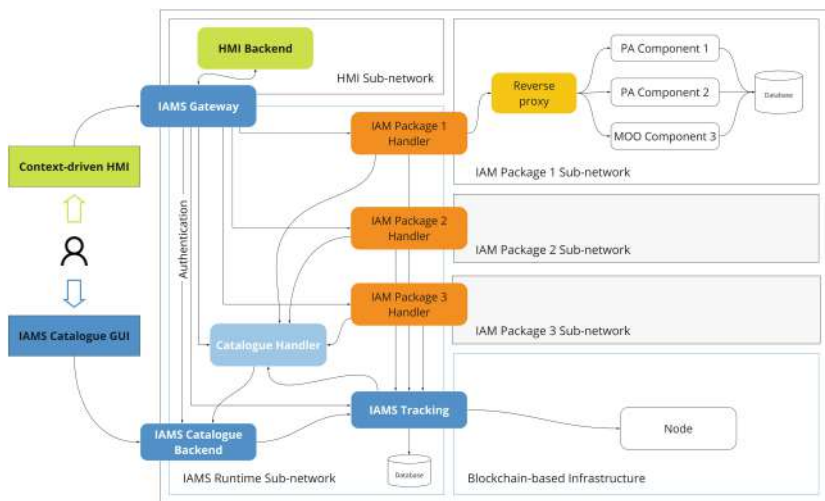 HMI Backend
HMI Sub-network
IAMS Gateway
PA Component 1
Reverse
proxy
PA Component 2
Database
MOO Component 3
IAM Package 1
Handler
IAM Package 1 Sub-network
Context-driven HMI
Authentication
IAM Package 2
Handler
IAM Package 2 Sub-network
IAM Package 3
Handler
IAM Package 3 Sub-network
IAMS Catalogue GUI
Catalogue Handler
IAMS Tracking
Node
IAMS Catalogue
Backend
Database
IAMS Runtime Sub-network
Blockchain-based Infrastructure